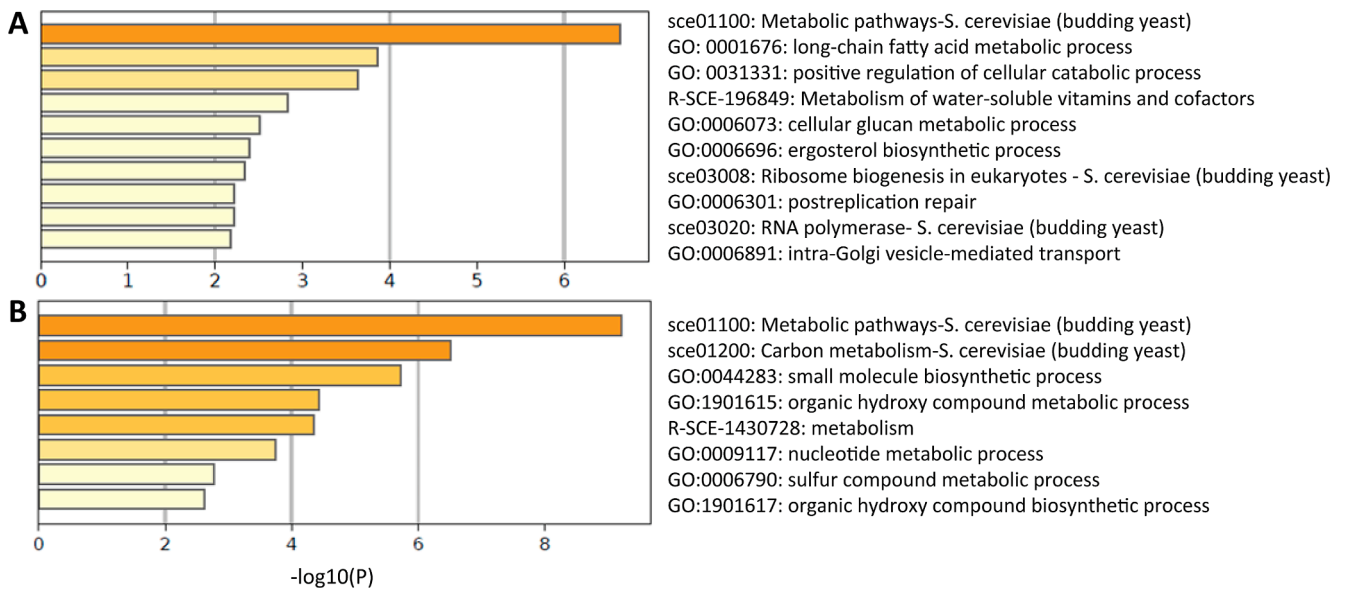 A
sce01100: Metabolic pathways-S. cerevisiae (budding yeast)
GO: 0001676: long-chain fatty acid metabolic process
GO: 0031331: positive regulation of cellular catabolic process
R-SCE-196849: Metabolism of water-soluble vitamins and cofactors
GO:0006073: cellular glucan metabolic process
GO:0006696: ergosterol biosynthetic process
sce03008: Ribosome biogenesis in eukaryotes - S. cerevisiae (budding yeast)
GO:0006301: postreplication repair
sce03020: RNA polymerase- S. cerevisiae (budding yeast)
GO:0006891: intra-Golgi vesicle-mediated transport
0 1 2 3 4 5 6
B
sce01100: Metabolic pathways-S. cerevisiae (budding yeast)
sce01200: Carbon metabolism-S. cerevisiae (budding yeast)
GO:0044283: small molecule biosynthetic process
GO:1901615: organic hydroxy compound metabolic process
R-SCE-1430728: metabolism
GO:0009117: nucleotide metabolic process
GO:0006790: sulfur compound metabolic process
GO:1901617: organic hydroxy compound biosynthetic process
0 2 4 6 8
-log10(P)